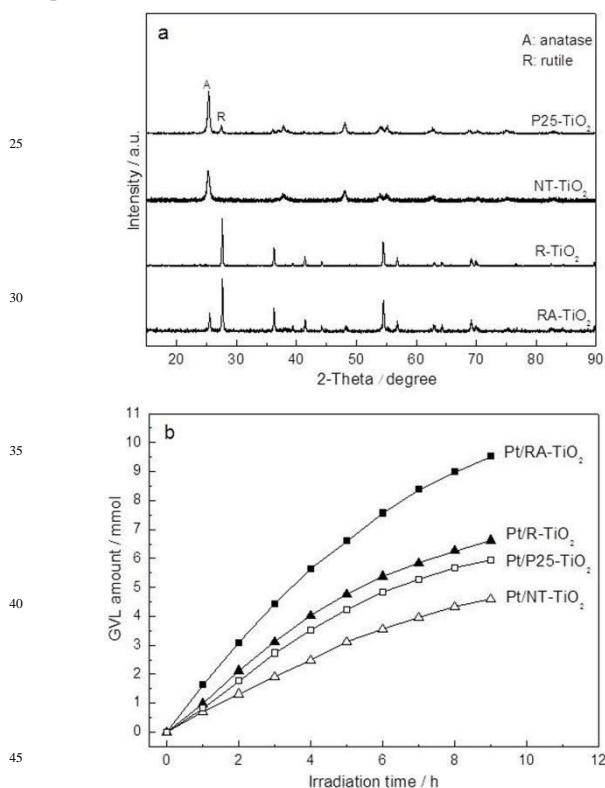 a
A: anatase
R: rutile
A
R
P25-TiO₂
NT-TiO₂
R-TiO₂
RA-TiO₂
Intensity / a.u.
20 30 40 50 60 70 80 90
2-Theta / degree
25
30
35
40
45
b
11
10
9
8
7
6
5
4
3
2
1
0
GVL amount / mmol
Pt/RA-TiO₂
Pt/R-TiO₂
Pt/P25-TiO₂
Pt/NT-TiO₂
0 2 4 6 8 10 12
Irradiation time / h